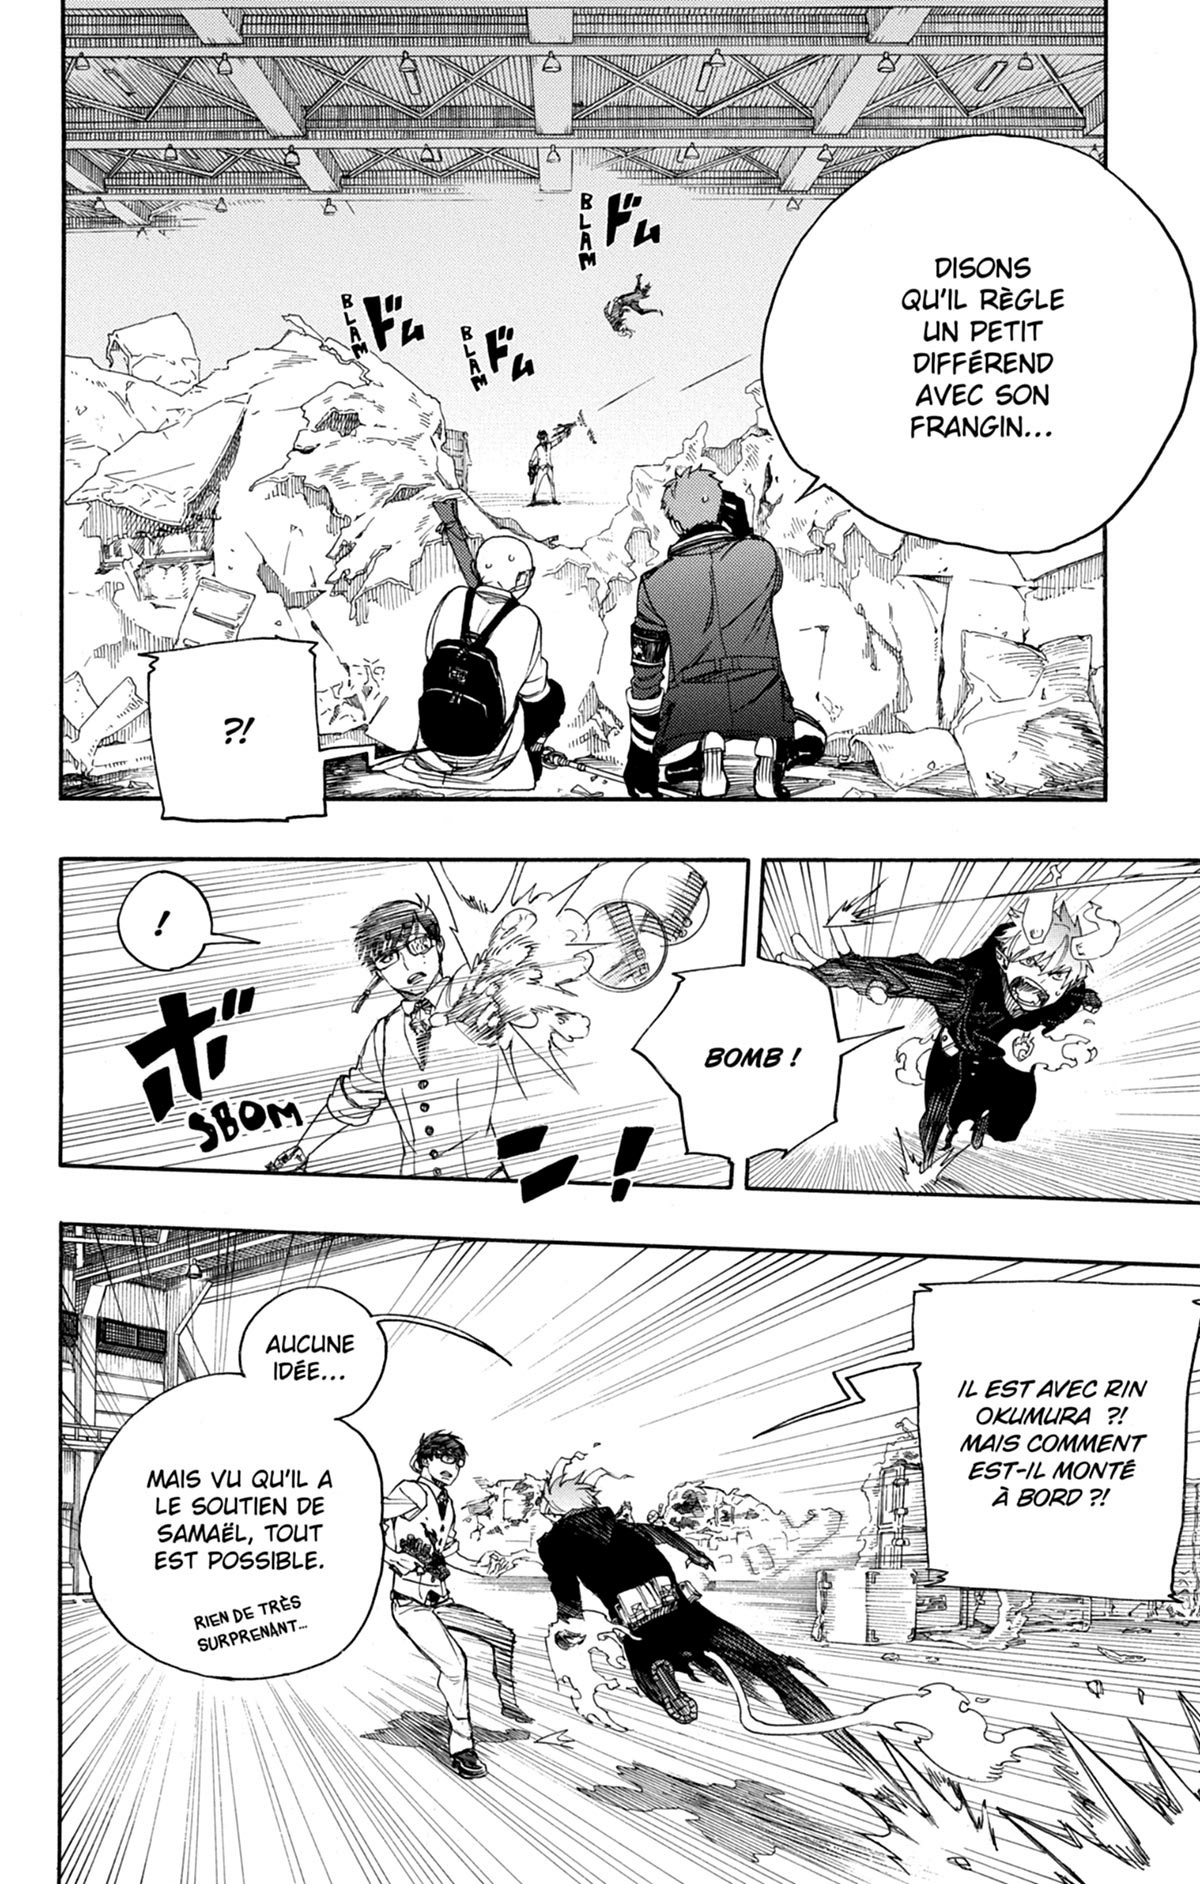 DISONS
QU'IL RÈGLE
UN PETIT
DIFFÉREND
AVEC SON
FRANGIN...
BLAM
ドム
BLAM
ドム
BLAM
ドム
?!
BOMB !
!
ボ
SBOM
ン!
IL EST AVEC RIN
OKUMURA ?!
MAIS COMMENT
EST-IL MONTÉ
À BORD ?!
AUCUNE
IDÉE...
MAIS VU QU'IL A
LE SOUTIEN DE
SAMAËL, TOUT
EST POSSIBLE.
RIEN DE TRÈS
SURPRENANT...